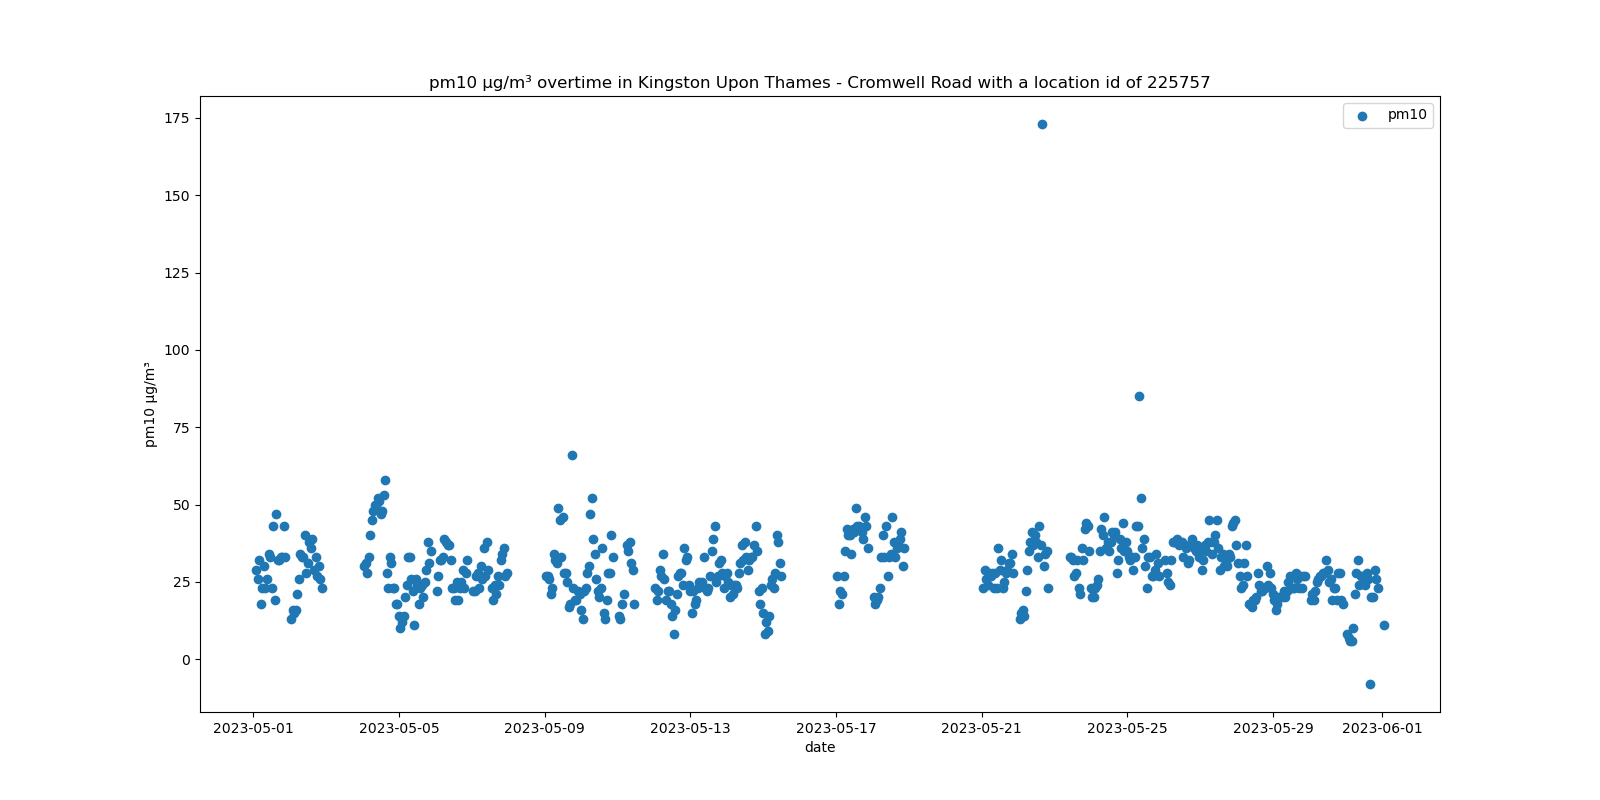 pm10 µg/m³ overtime in Kingston Upon Thames - Cromwell Road with a location id of 225757
pm10
175
150
125
100
75
50
25
0
pm10 µg/m³
2023-05-01 2023-05-05 2023-05-09 2023-05-13 2023-05-17 2023-05-21 2023-05-25 2023-05-29 2023-06-01
date